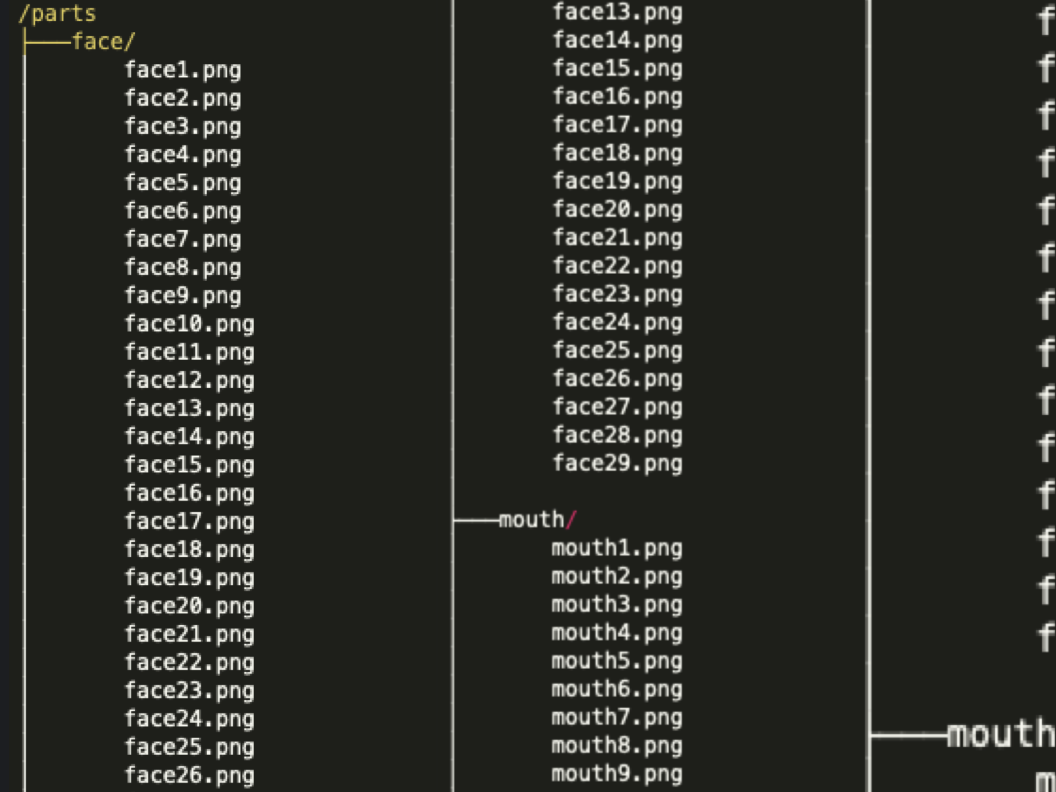 /parts
face/
face1.png
face2.png
face3.png
face4.png
face5.png
face6.png
face7.png
face8.png
face9.png
face10.png
face11.png
face12.png
face13.png
face14.png
face15.png
face16.png
face17.png
face18.png
face19.png
face20.png
face21.png
face22.png
face23.png
face24.png
face25.png
face26.png
face13.png
face14.png
face15.png
face16.png
face17.png
face18.png
face19.png
face20.png
face21.png
face22.png
face23.png
face24.png
face25.png
face26.png
face27.png
face28.png
face29.png
mouth/
mouth1.png
mouth2.png
mouth3.png
mouth4.png
mouth5.png
mouth6.png
mouth7.png
mouth8.png
mouth9.png
f
f
f
f
f
f
f
f
f
f
f
f
f
f
mouth
m